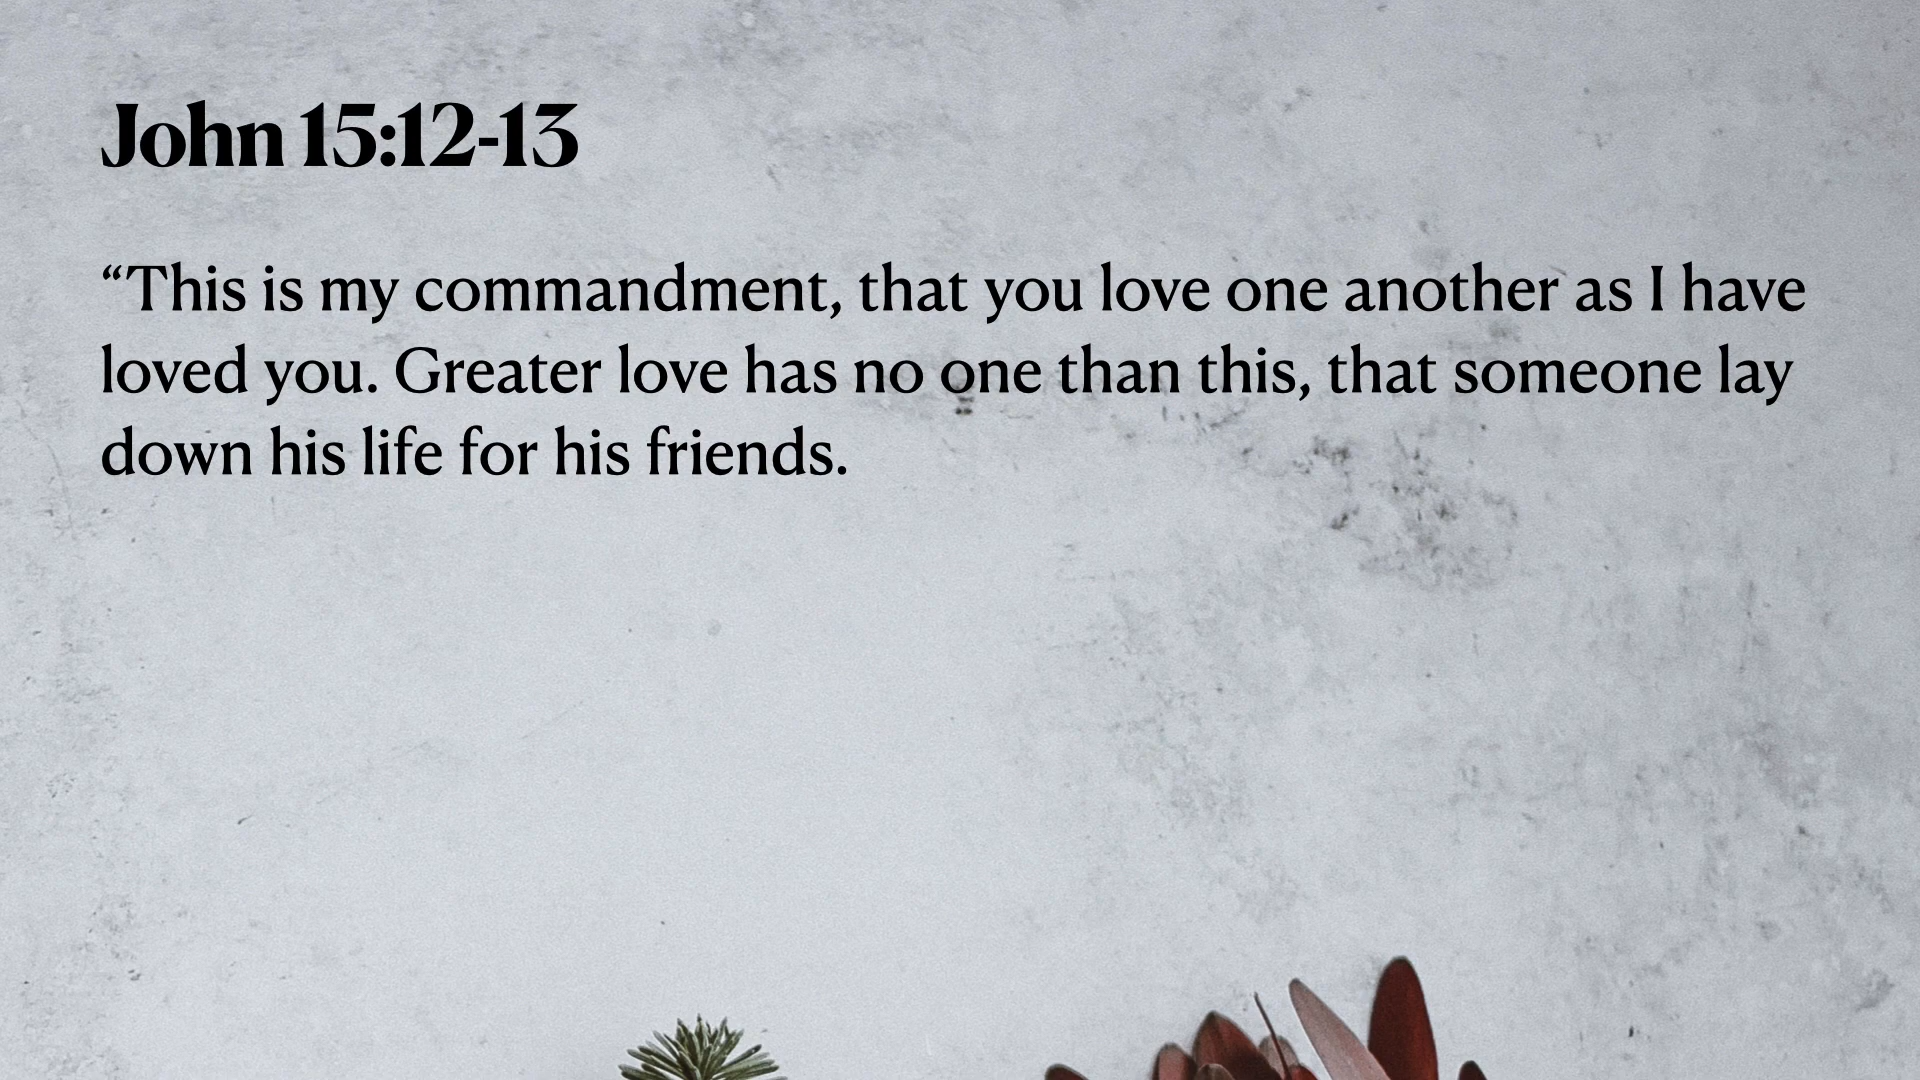 John 15:12-13
“This is my commandment, that you love one another as I have
loved you. Greater love has no one than this, that someone lay
down his life for his friends.